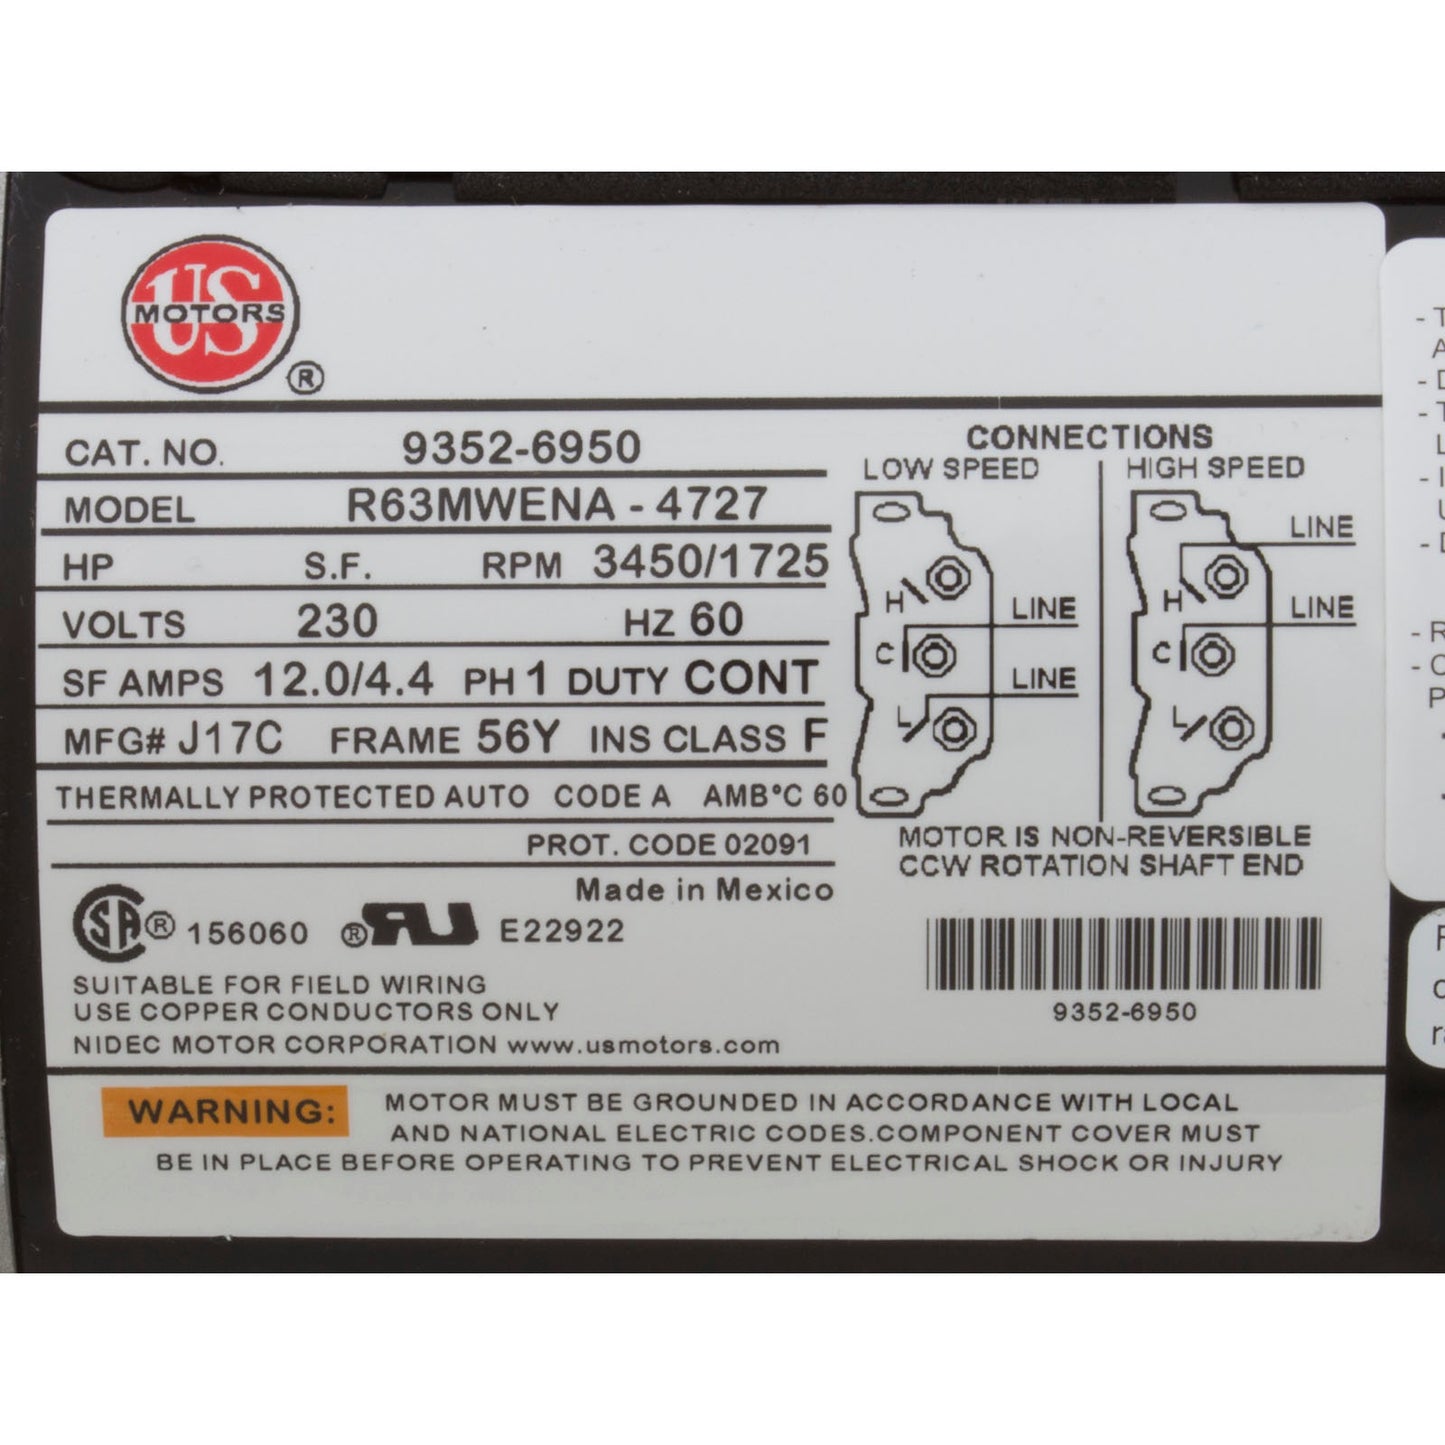 US
MOTORS
®
CAT. NO. 9352-6950
MODEL R63MWENA - 4727
HP S.F. RPM 3450/1725
VOLTS 230 HZ 60
SF AMPS 12.0/4.4 PH 1 DUTY CONT
MFG# J17C FRAME 56Y INS CLASS F
THERMALLY PROTECTED AUTO CODE A AMB°C 60
PROT. CODE 02091
Made in Mexico
SA ® 156060 ® RU E22922
SUITABLE FOR FIELD WIRING
USE COPPER CONDUCTORS ONLY
NIDEC MOTOR CORPORATION www.usmotors.com
CONNECTIONS
LOW SPEED
H
LINE
C
LINE
L
HIGH SPEED
LINE
H
LINE
C
L
MOTOR IS NON-REVERSIBLE
CCW ROTATION SHAFT END
9352-6950
WARNING: MOTOR MUST BE GROUNDED IN ACCORDANCE WITH LOCAL
AND NATIONAL ELECTRIC CODES.COMPONENT COVER MUST
BE IN PLACE BEFORE OPERATING TO PREVENT ELECTRICAL SHOCK OR INJURY